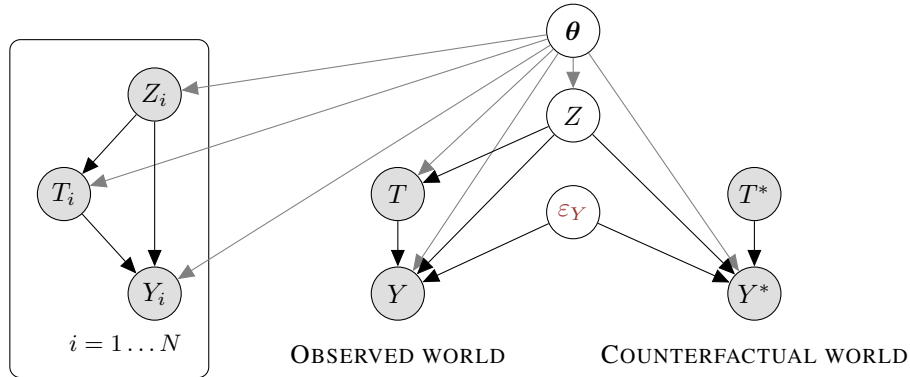 θ
Z_i
Z
T_i
T
ε_Y
T*
Y_i
Y
Y*
i = 1 … N
OBSERVED WORLD
COUNTERFACTUAL WORLD